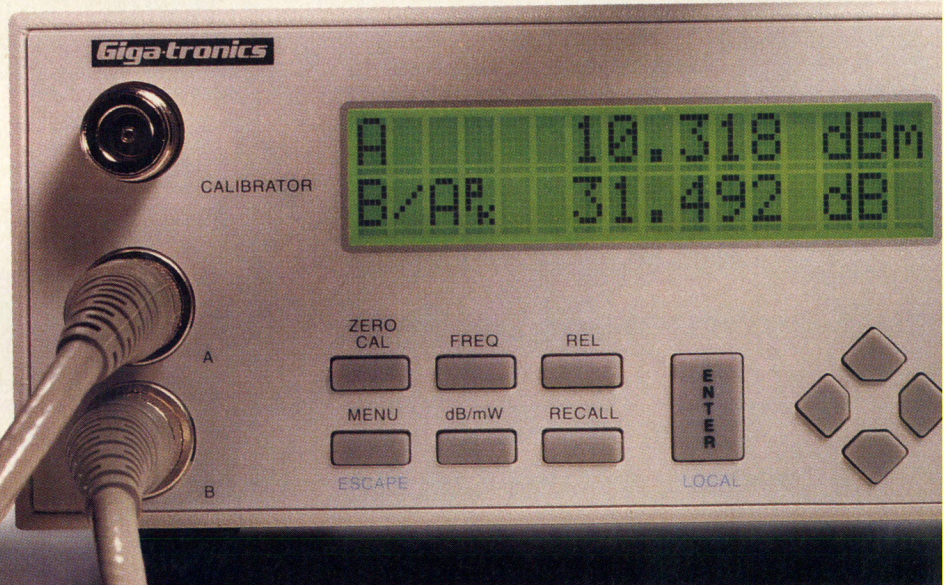 Giga-tronics
CALIBRATOR
A 10.318 dBm
B/APk 31.492 dB
A
B
ZERO CAL
FREQ
REL
MENU
dB/mW
RECALL
ENTER
ESCAPE
LOCAL